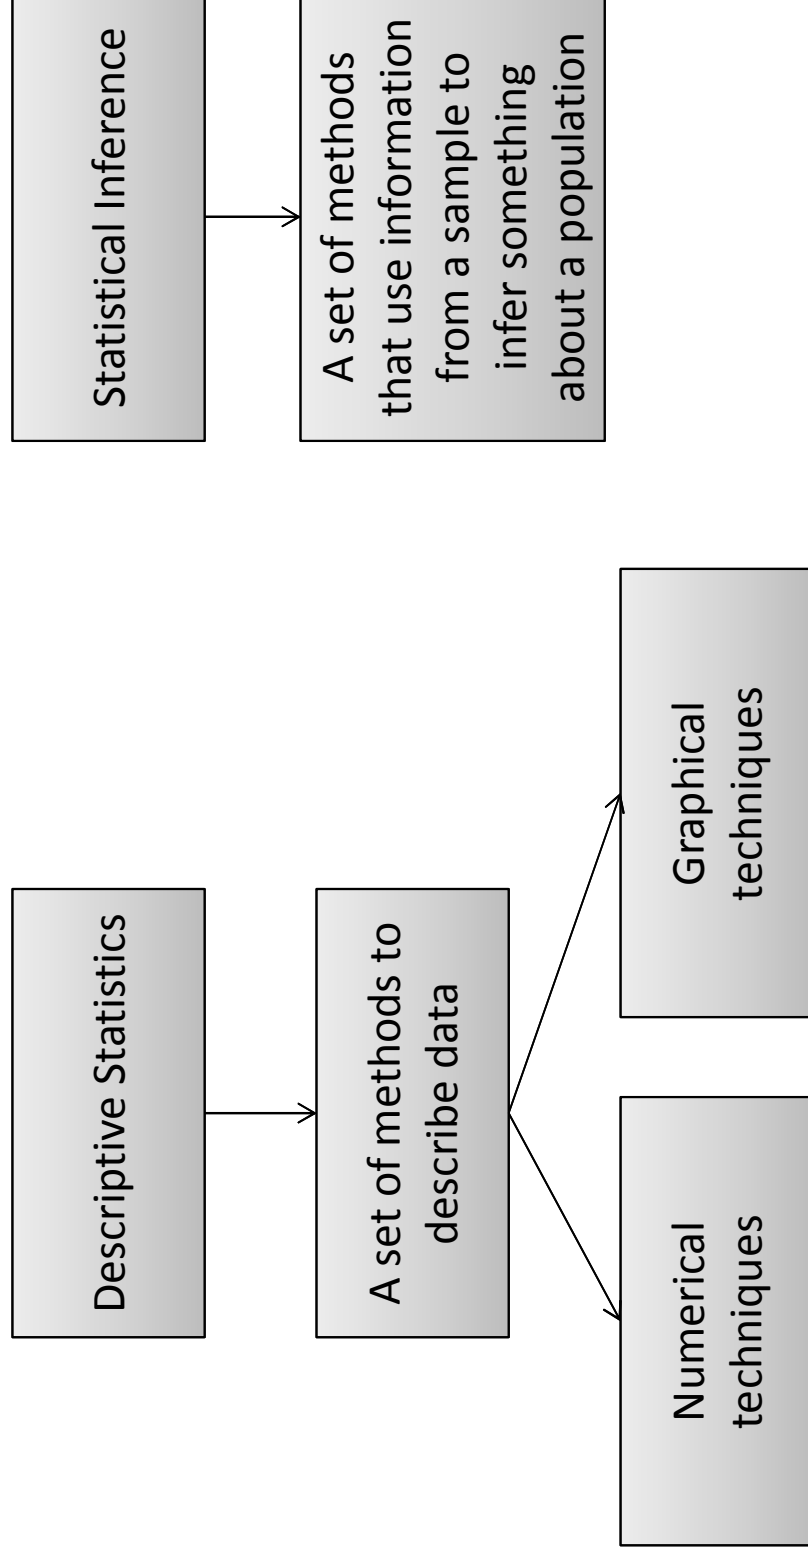 Descriptive Statistics
A set of methods to
describe data
Numerical
techniques
Graphical
techniques
Statistical Inference
A set of methods
that use information
from a sample to
infer something
about a population